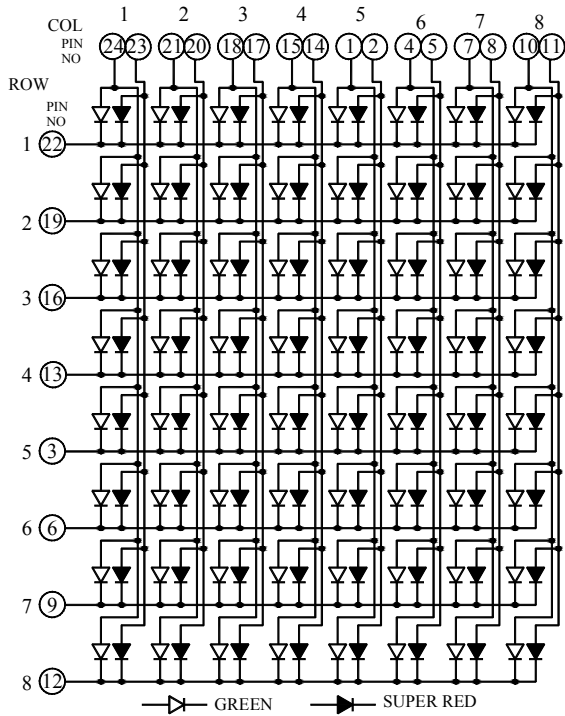 COL 1 2 3 4 5 6 7 8
PIN NO 24 23 21 20 18 17 15 14 1 2 4 5 7 8 10 11
ROW
PIN NO
1 22
2 19
3 16
4 13
5 3
6 6
7 9
8 12
GREEN SUPER RED